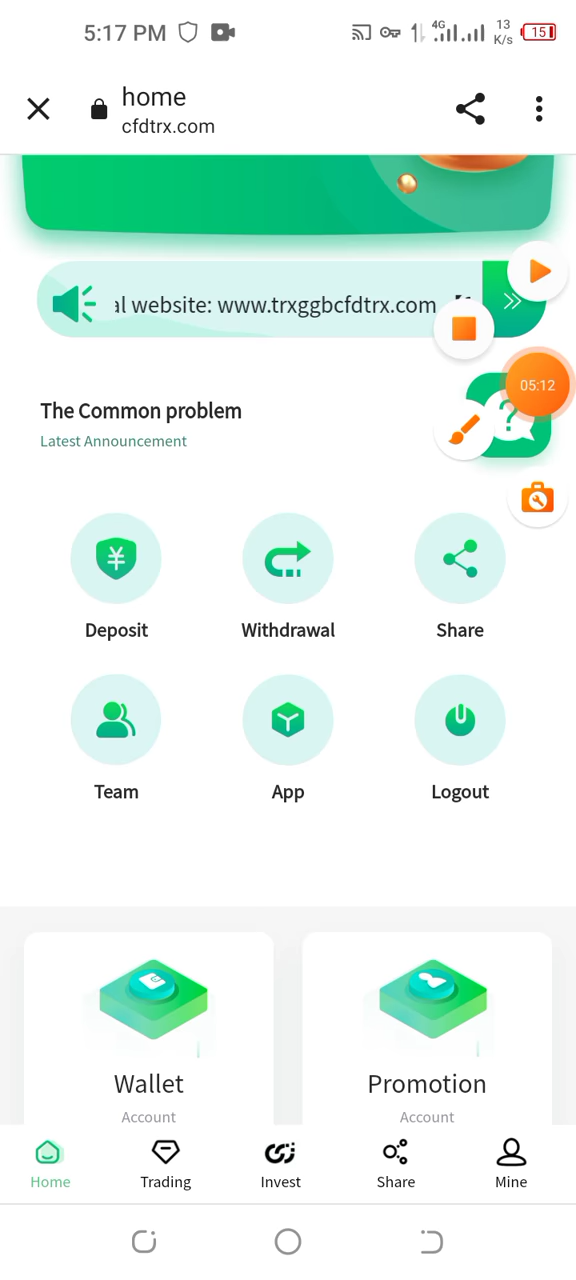 5:17 PM
4G
13
K/s
15
home
cfdtrx.com
al website: www.trxggbcfdtrx.com
05:12
The Common problem
Latest Announcement
Deposit
Withdrawal
Share
Team
App
Logout
Wallet
Promotion
Account
Account
Home
Trading
Invest
Share
Mine